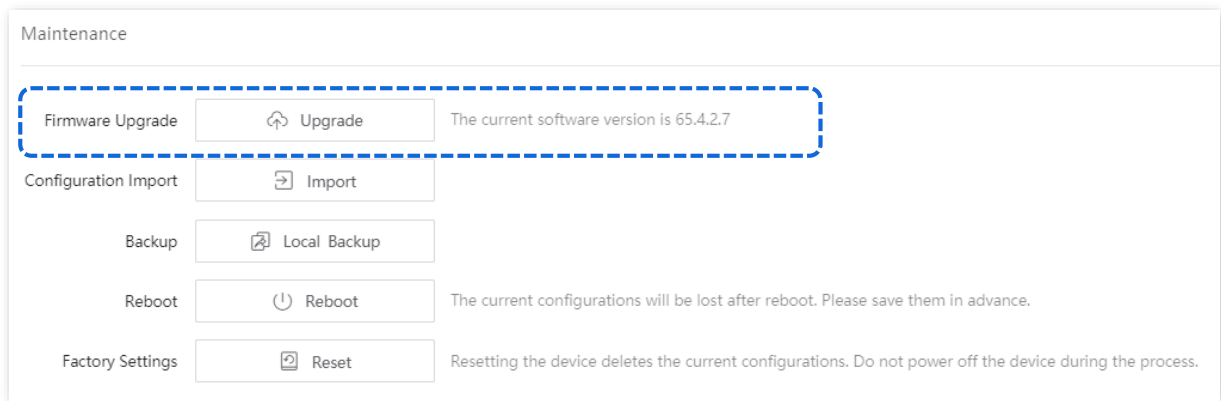 Maintenance
Firmware Upgrade Upgrade The current software version is 65.4.2.7
Configuration Import Import
Backup Local Backup
Reboot Reboot The current configurations will be lost after reboot. Please save them in advance.
Factory Settings Reset Resetting the device deletes the current configurations. Do not power off the device during the process.